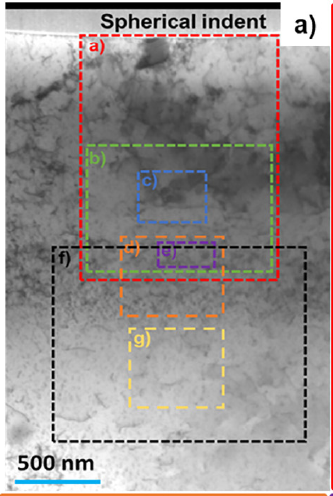 Spherical indent
a)
a)
b)
c)
d)
e)
f)
g)
500 nm